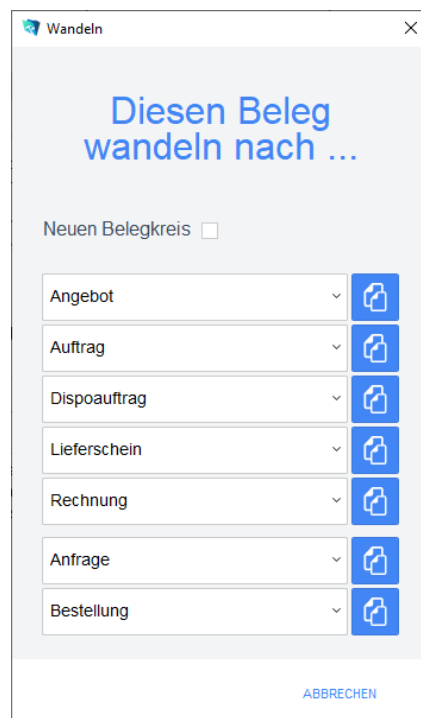 Wandeln
Diesen Beleg
wandeln nach ...
Neuen Belegkreis
Angebot
Auftrag
Dispoauftrag
Lieferschein
Rechnung
Anfrage
Bestellung
ABBRECHEN